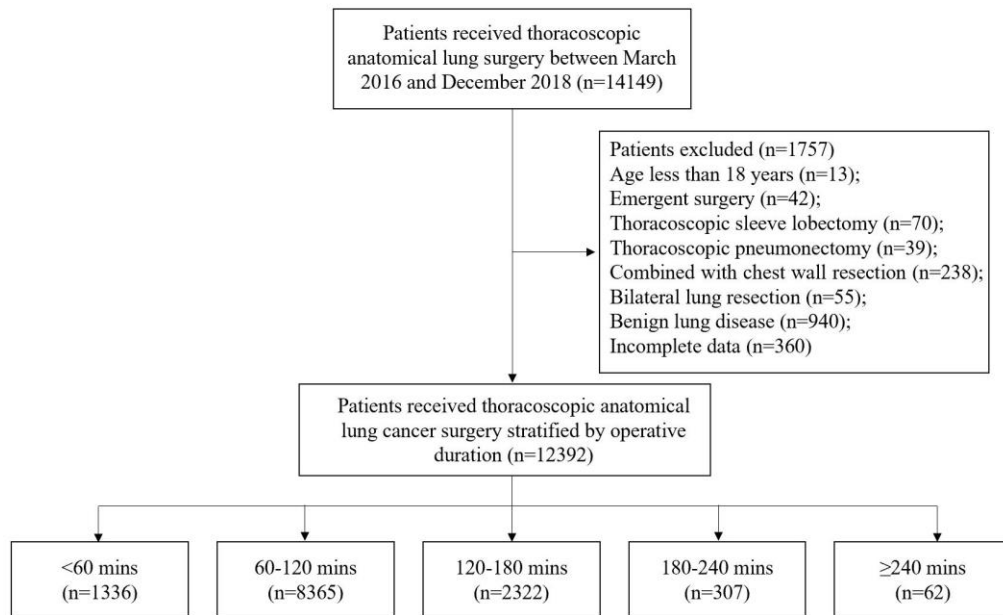 Patients received thoracoscopic
anatomical lung surgery between March
2016 and December 2018 (n=14149)
Patients excluded (n=1757)
Age less than 18 years (n=13);
Emergent surgery (n=42);
Thoracoscopic sleeve lobectomy (n=70);
Thoracoscopic pneumonectomy (n=39);
Combined with chest wall resection (n=238);
Bilateral lung resection (n=55);
Benign lung disease (n=940);
Incomplete data (n=360)
Patients received thoracoscopic anatomical
lung cancer surgery stratified by operative
duration (n=12392)
<60 mins
(n=1336)
60-120 mins
(n=8365)
120-180 mins
(n=2322)
180-240 mins
(n=307)
≥240 mins
(n=62)